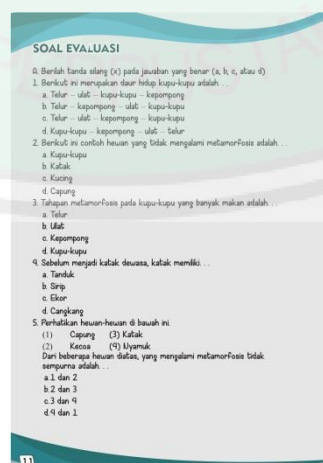 SOAL EVALUASI
A. Berilah tanda silang (x) pada jawaban yang benar (a, b, c, atau d)
1. Berikut ini merupakan daur hidup kupu-kupu adalah. . .
a. Telur – ulat – kupu-kupu – kepompong
b. Telur – kepompong – ulat – kupu-kupu
c. Telur – ulat – kepompong – kupu-kupu
d. Kupu-kupu – kepompong – ulat – telur
2. Berikut ini contoh hewan yang tidak mengalami metamorfosis adalah. . .
a. Kupu-kupu
b. Katak
c. Kucing
d. Capung
3. Tahapan metamorfosis pada kupu-kupu yang banyak makan adalah. . .
a. Telur
b. Ulat
c. Kepompong
d. Kupu-kupu
4. Sebelum menjadi katak dewasa, katak memiliki. . .
a. Tanduk
b. Sirip
c. Ekor
d. Cangkang
5. Perhatikan hewan-hewan di bawah ini.
(1) Capung (3) Katak
(2) Kecoa (4) Nyamuk
Dari beberapa hewan diatas, yang mengalami metamorfosis tidak
sempurna adalah. . .
a.1 dan 2
b.2 dan 3
c.3 dan 4
d.4 dan 1
11